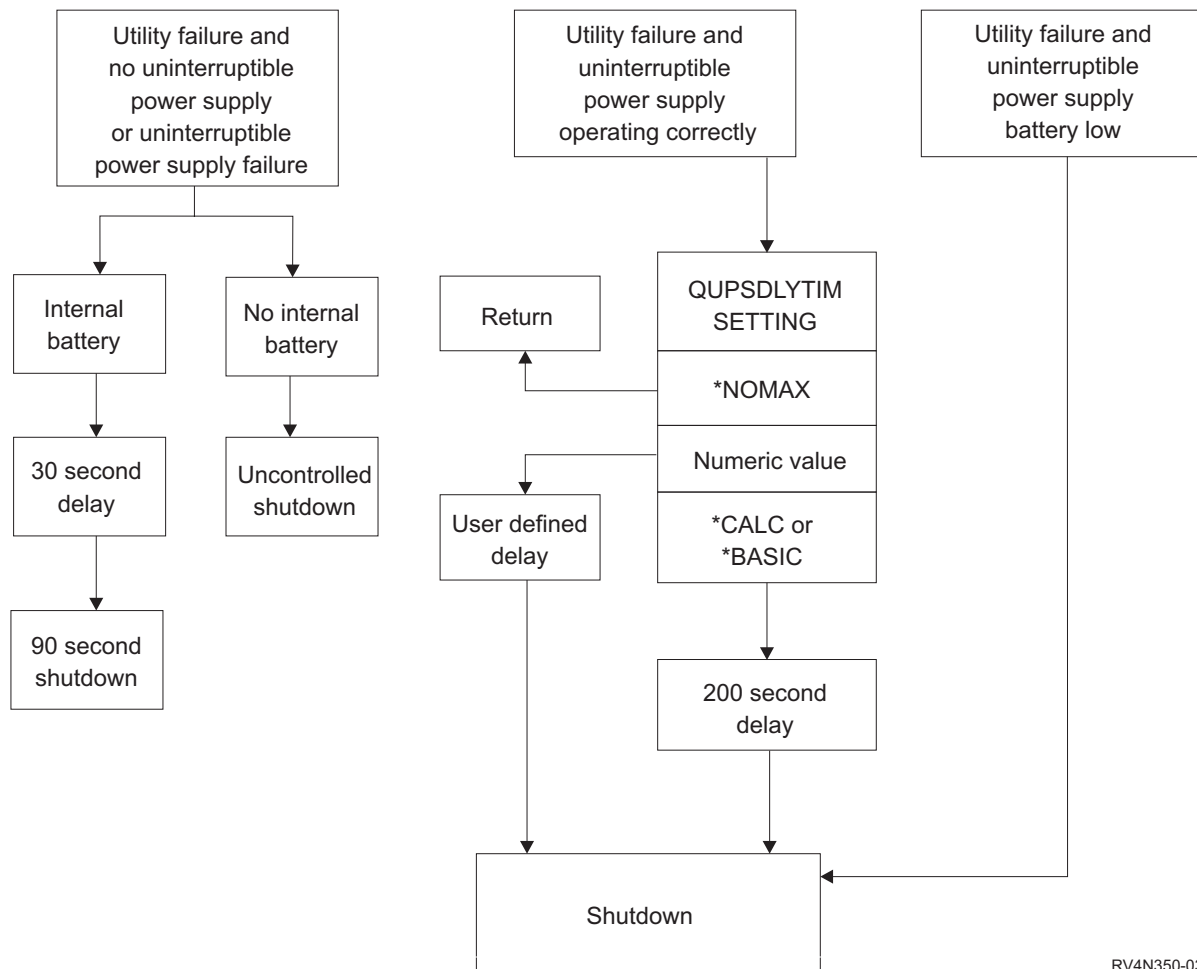 Utility failure and
no uninterruptible
power supply
or uninterruptible
power supply failure
Utility failure and
uninterruptible
power supply
operating correctly
Utility failure and
uninterruptible
power supply
battery low
Internal
battery
No internal
battery
Return
QUPSDLYTIM
SETTING
*NOMAX
Numeric value
*CALC or
*BASIC
30 second
delay
Uncontrolled
shutdown
User defined
delay
90 second
shutdown
200 second
delay
Shutdown